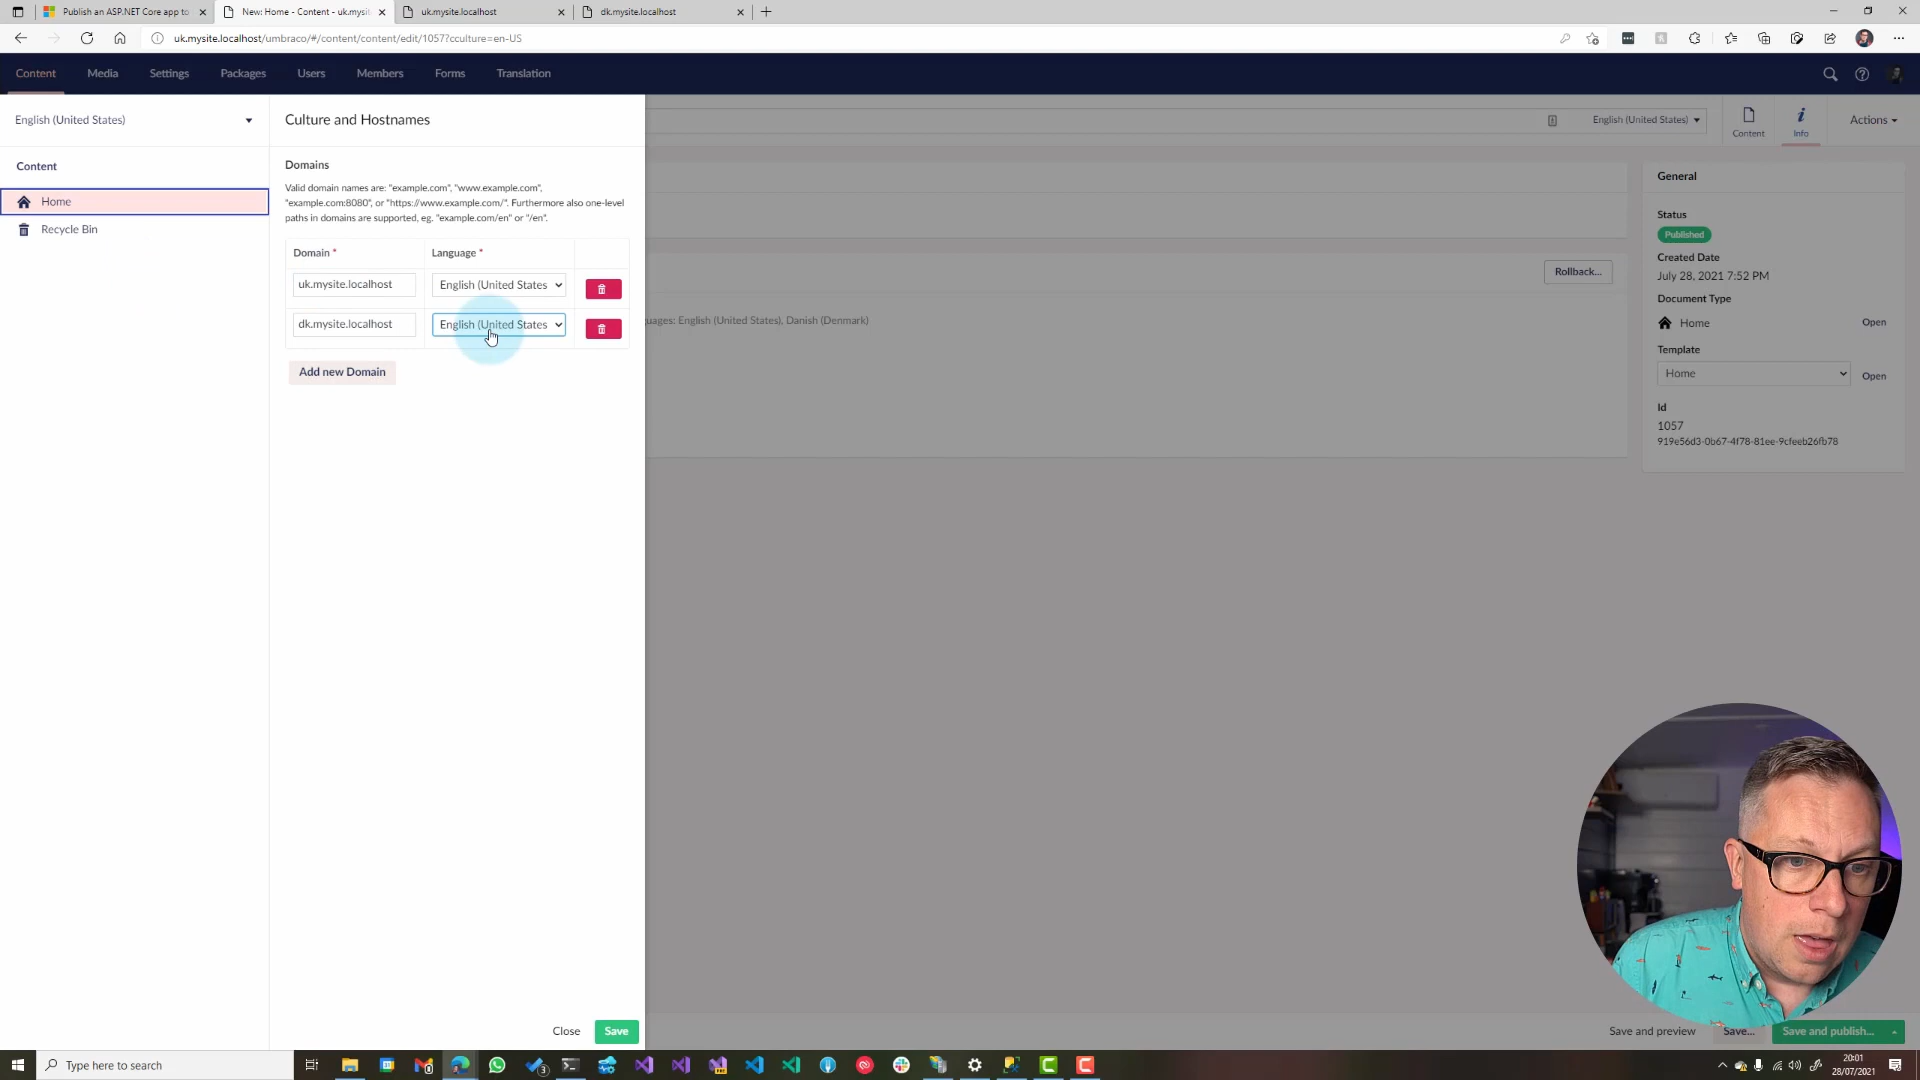 Publish an ASP.NET Core app to
New: Home - Content - uk.mysit
uk.mysite.localhost
dk.mysite.localhost
uk.mysite.localhost/umbraco/#/content/content/edit/1057?cculture=en-US
Content
Media
Settings
Packages
Users
Members
Forms
Translation
English (United States)
Culture and Hostnames
English (United States)
Content
Info
Actions
Content
Home
Recycle Bin
Domains
Valid domain names are: "example.com", "www.example.com",
"example.com:8080", or "https://www.example.com/". Furthermore also one-level
paths in domains are supported, eg. "example.com/en" or "/en".
Domain *
Language *
uk.mysite.localhost
English (United States
dk.mysite.localhost
English (United States
Add new Domain
Rollback...
uages: English (United States), Danish (Denmark)
General
Status
Published
Created Date
July 28, 2021 7:52 PM
Document Type
Home
Open
Template
Home
Open
Id
1057
919e56d3-0b67-4f78-81ee-9cfeeb26fb78
Close
Save
Save and preview
Save...
Save and publish...
Type here to search
20:01
28/07/2021